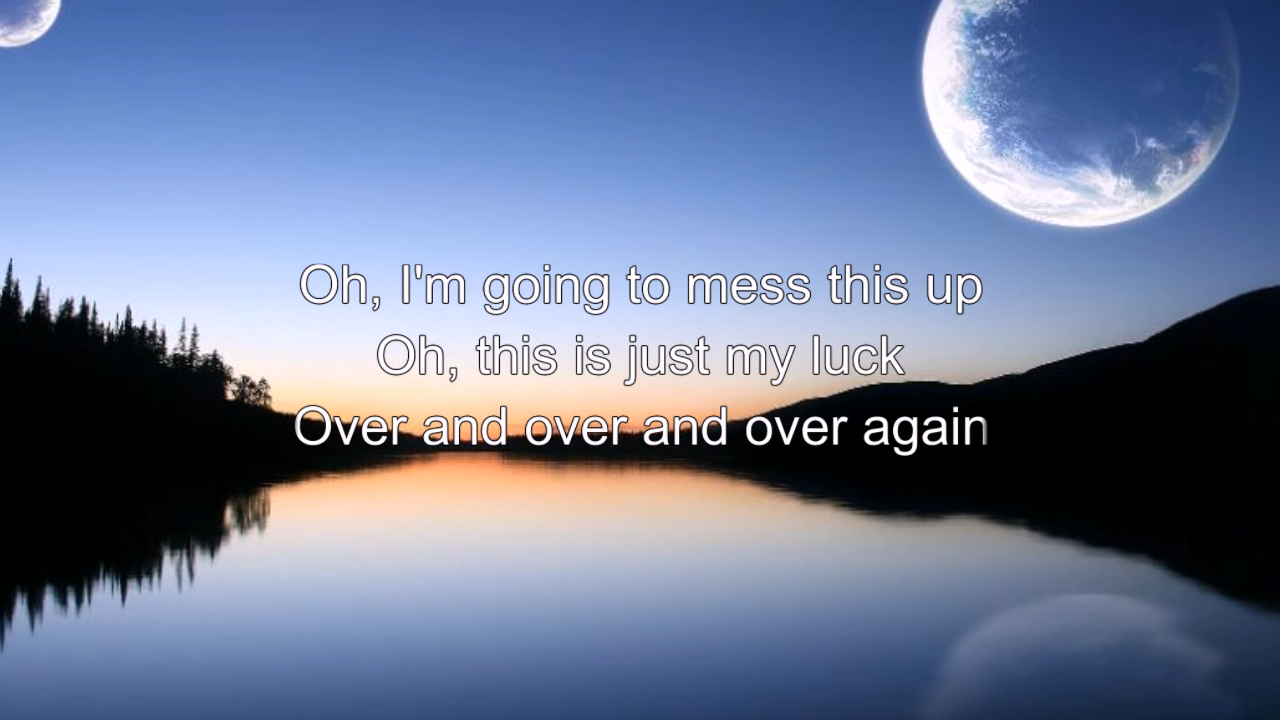 Oh, I'm going to mess this up
Oh, this is just my luck
Over and over and over again